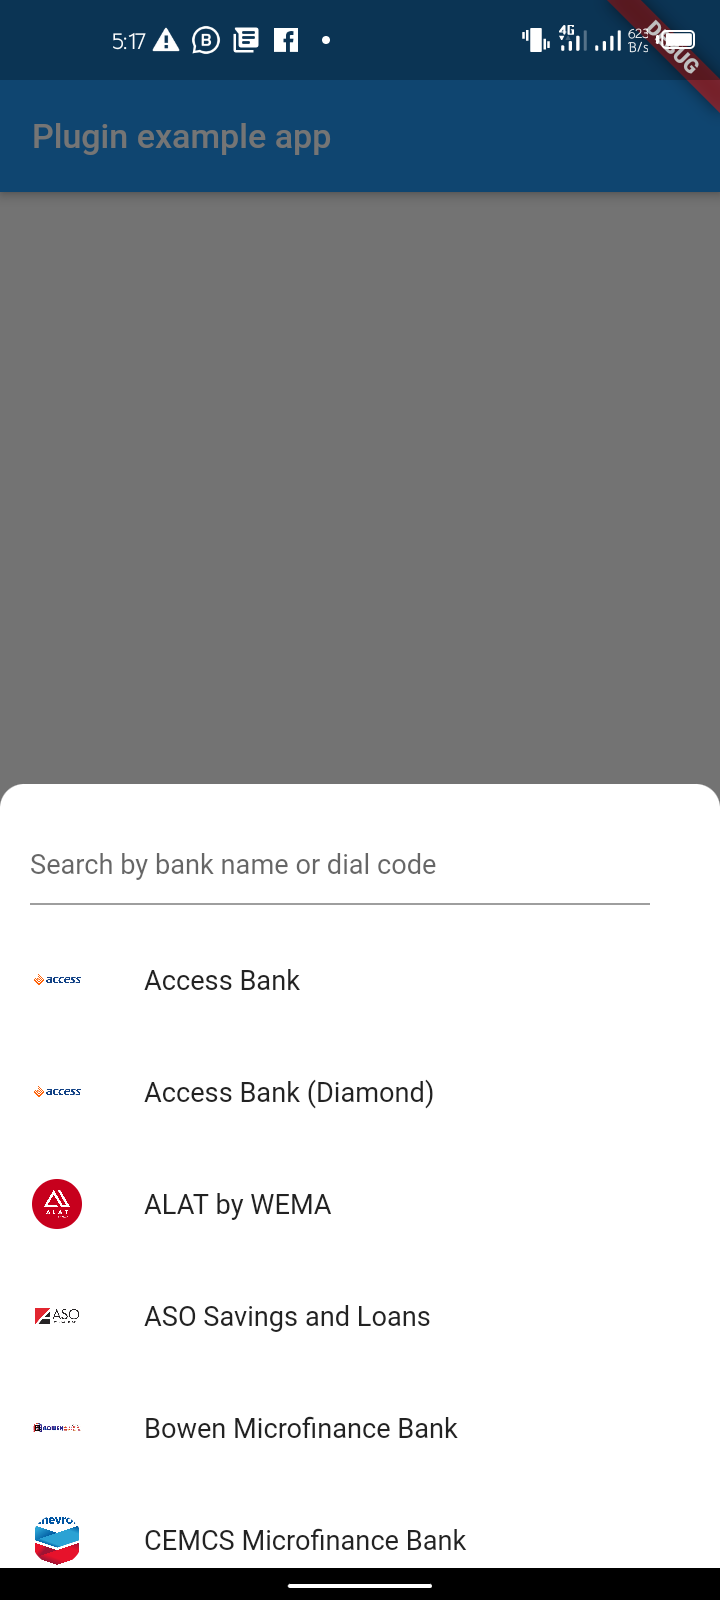 5:17
4G
DEBUG
Plugin example app
Search by bank name or dial code
access
Access Bank
access
Access Bank (Diamond)
ALAT
ALAT by WEMA
ASO
ASO Savings and Loans
Bowen Microfinance Bank
CEMCS Microfinance Bank